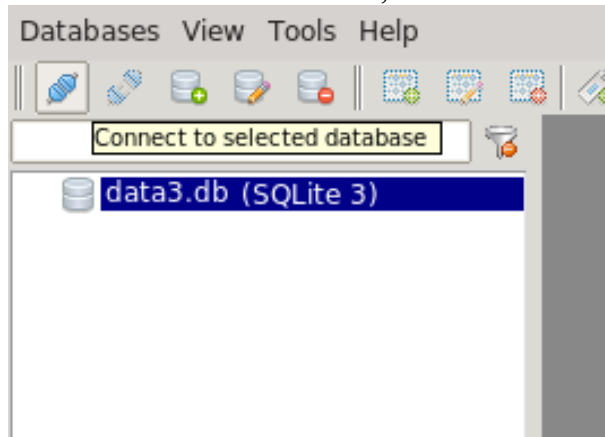 Databases View Tools Help
Connect to selected database
data3.db (SQLite 3)